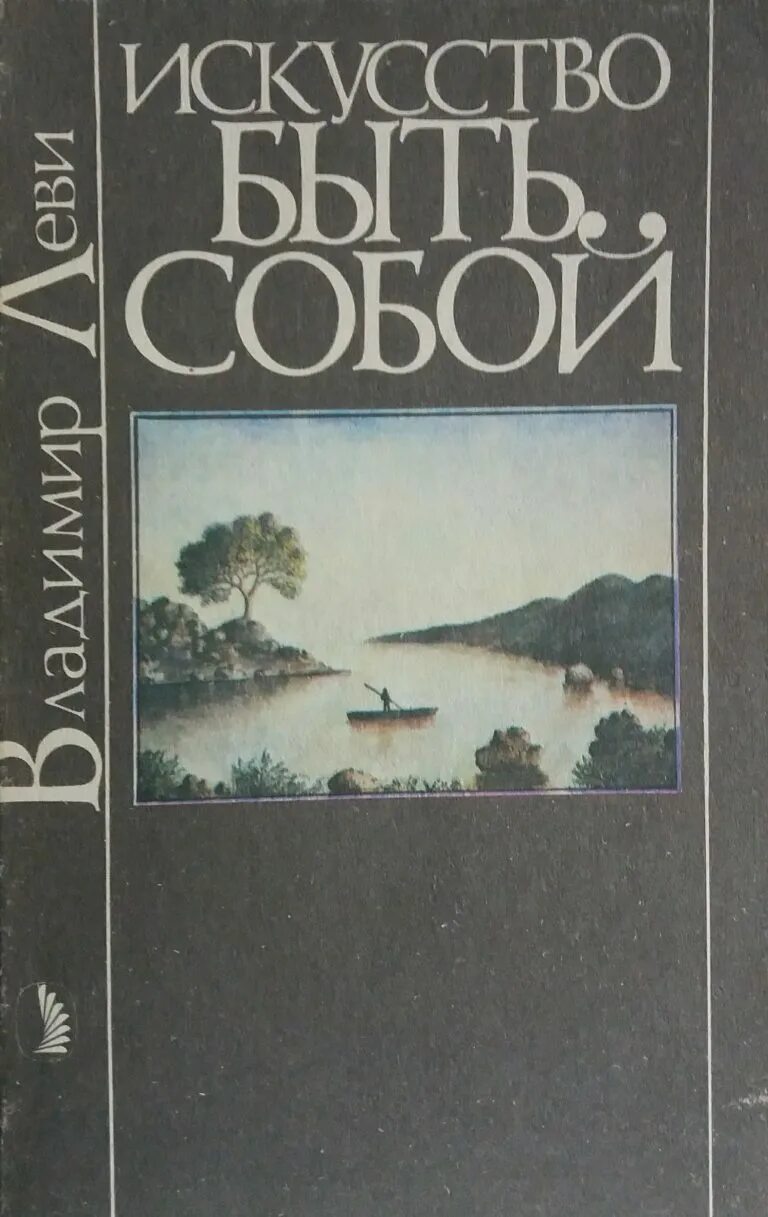 Искусство
быть
собой
Владимир Леви